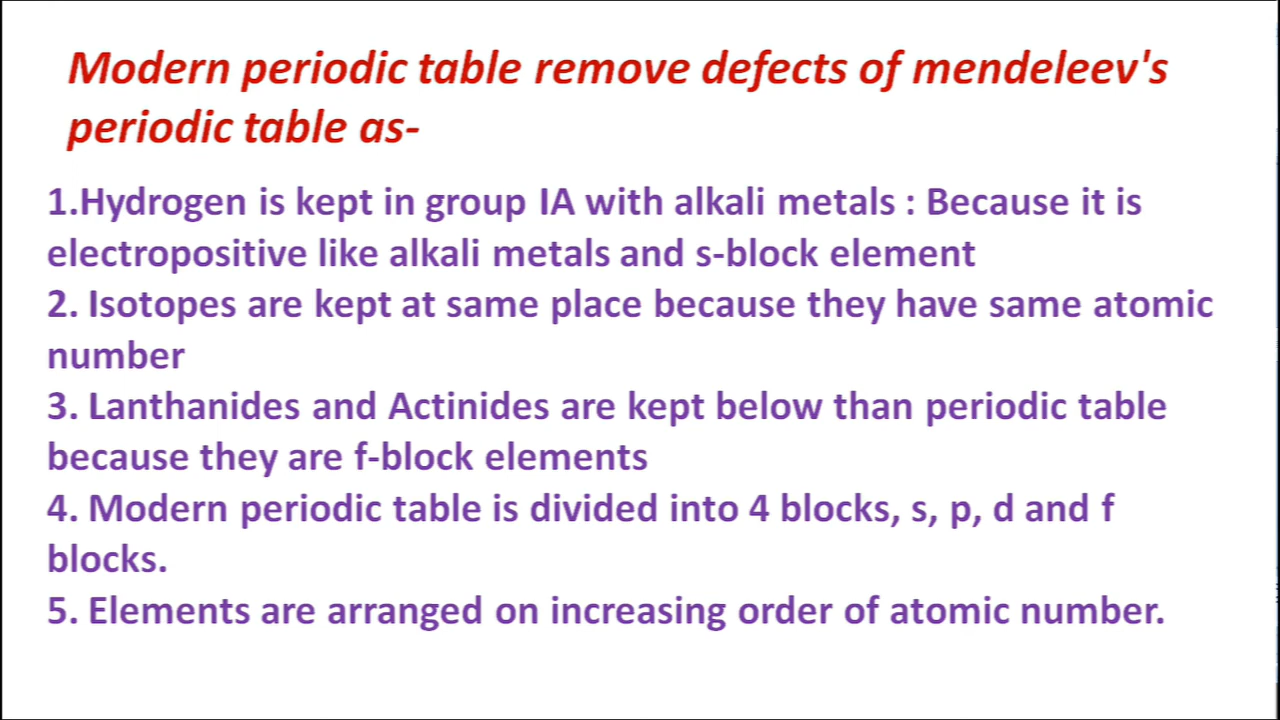 Modern periodic table remove defects of mendeleev's
periodic table as-
1.Hydrogen is kept in group IA with alkali metals : Because it is
electropositive like alkali metals and s-block element
2. Isotopes are kept at same place because they have same atomic
number
3. Lanthanides and Actinides are kept below than periodic table
because they are f-block elements
4. Modern periodic table is divided into 4 blocks, s, p, d and f
blocks.
5. Elements are arranged on increasing order of atomic number.